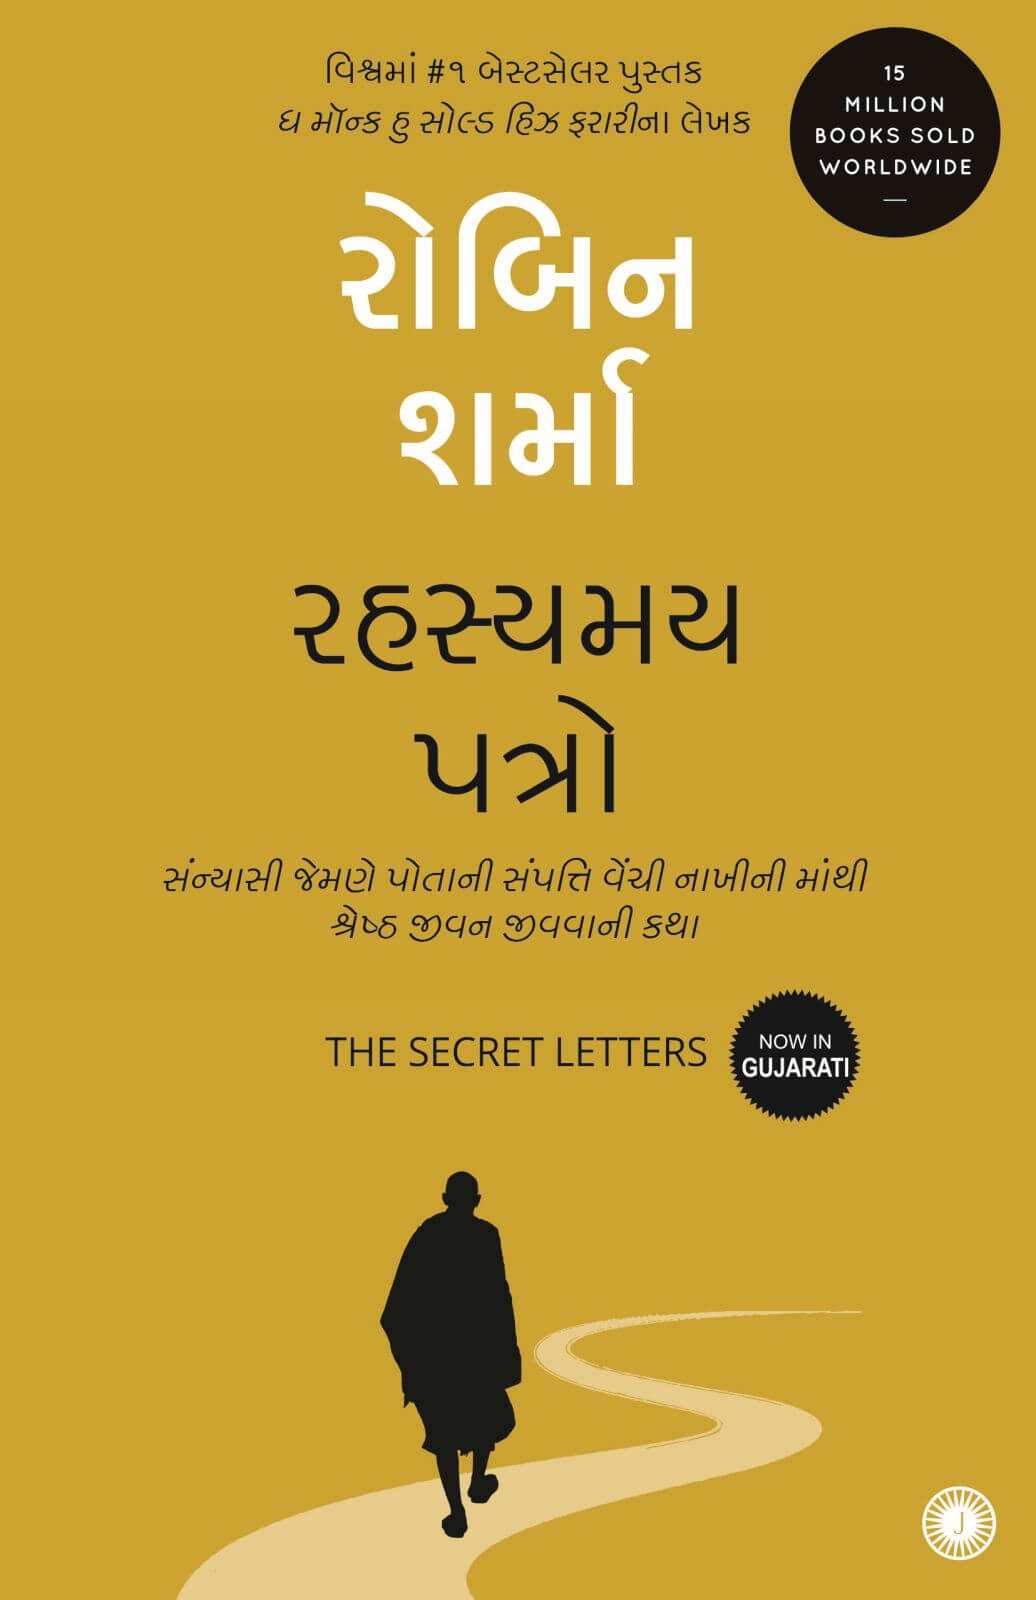 વિશ્વમાં #૧ બેસ્ટસેલર પુસ્તક
ધ મૉન્ક હુ સોલ્ડ હિઝ ફરારીના લેખક
15
MILLION
BOOKS SOLD
WORLDWIDE
રોબિન
શર્મા
રહસ્યમય
પત્રો
સંન્યાસી જેમણે પોતાની સંપત્તિ વેંચી નાખીની માંથી
શ્રેષ્ઠ જીવન જીવવાની કથા
THE SECRET LETTERS
NOW IN
GUJARATI
J